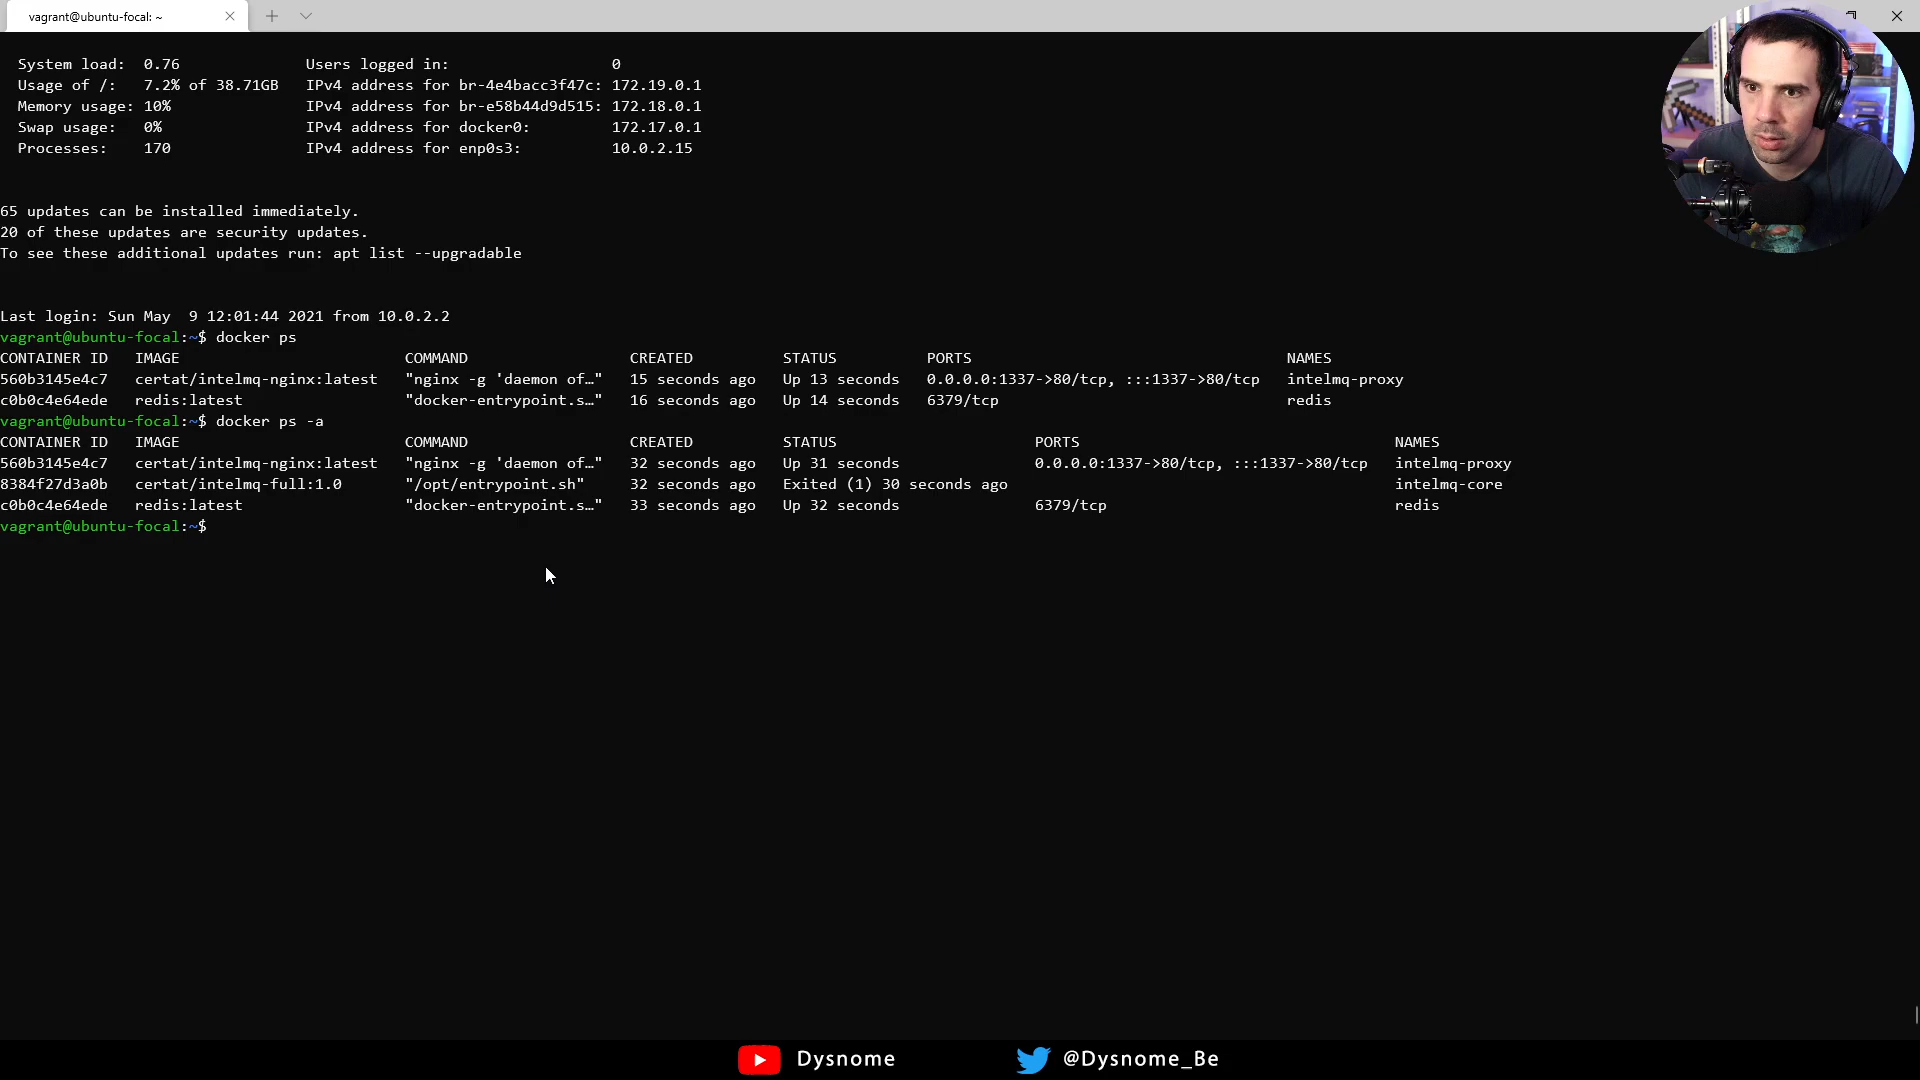 vagrant@ubuntu-focal: ~
System load:  0.76                Users logged in:                  0
Usage of /:   7.2% of 38.71GB   IPv4 address for br-4e4bacc3f47c: 172.19.0.1
Memory usage: 10%               IPv4 address for br-e58b44d9d515: 172.18.0.1
Swap usage:   0%                IPv4 address for docker0:         172.17.0.1
Processes:    170               IPv4 address for enp0s3:          10.0.2.15
65 updates can be installed immediately.
20 of these updates are security updates.
To see these additional updates run: apt list --upgradable
Last login: Sun May  9 12:01:44 2021 from 10.0.2.2
vagrant@ubuntu-focal:~$ docker ps
CONTAINER ID   IMAGE                         COMMAND                  CREATED          STATUS          PORTS                                   NAMES
560b3145e4c7   certat/intelmq-nginx:latest   "nginx -g 'daemon of…"   15 seconds ago   Up 13 seconds   0.0.0.0:1337->80/tcp, :::1337->80/tcp   intelmq-proxy
c0b0c4e64ede   redis:latest                  "docker-entrypoint.s…"   16 seconds ago   Up 14 seconds   6379/tcp                                redis
vagrant@ubuntu-focal:~$ docker ps -a
CONTAINER ID   IMAGE                         COMMAND                  CREATED          STATUS                      PORTS                                   NAMES
560b3145e4c7   certat/intelmq-nginx:latest   "nginx -g 'daemon of…"   32 seconds ago   Up 31 seconds               0.0.0.0:1337->80/tcp, :::1337->80/tcp   intelmq-proxy
8384f27d3a0b   certat/intelmq-full:1.0       "/opt/entrypoint.sh"     32 seconds ago   Exited (1) 30 seconds ago                                           intelmq-core
c0b0c4e64ede   redis:latest                  "docker-entrypoint.s…"   33 seconds ago   Up 32 seconds               6379/tcp                                redis
vagrant@ubuntu-focal:~$
Dysnome @Dysnome_Be